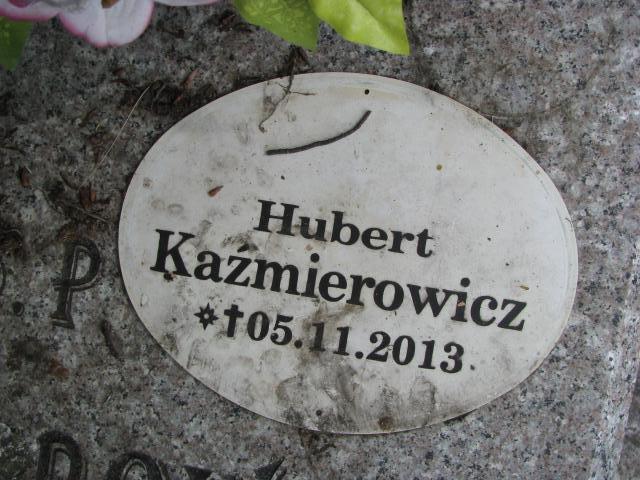 Hubert
Kaźmierowicz
✡†05.11.2013
.P